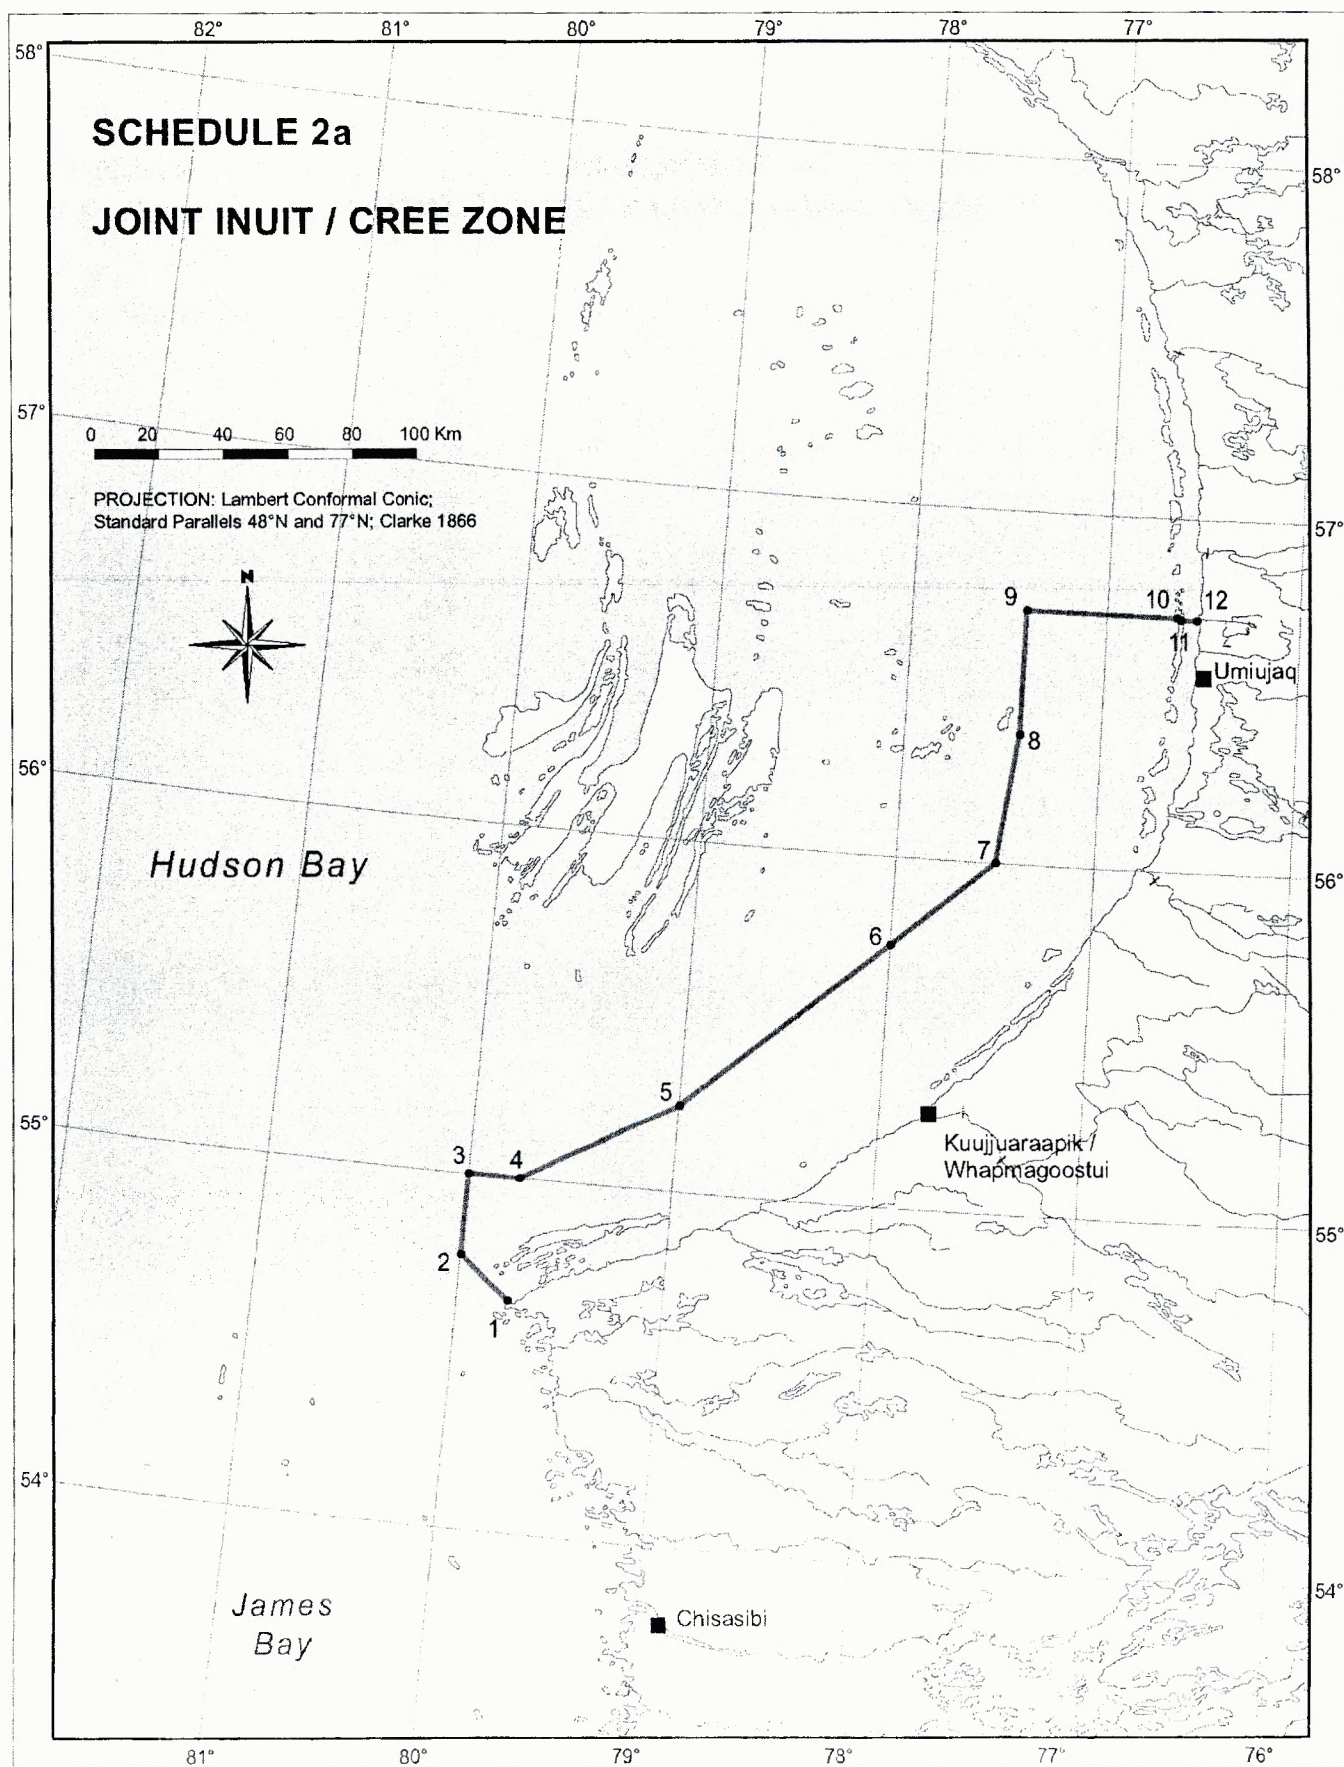 82° 81° 80° 79° 78° 77°
58°
SCHEDULE 2a
58°
JOINT INUIT / CREE ZONE
57°
0 20 40 60 80 100 Km
PROJECTION: Lambert Conformal Conic;
Standard Parallels 48°N and 77°N; Clarke 1866
57°
N
9 10 12
11
Umiujaq
8
56°
7
Hudson Bay
56°
6
5
55°
Kuujjuaraapik /
Whapmagoostui
3 4
55°
2
1
54°
54°
James
Bay
Chisasibi
81° 80° 79° 78° 77° 76°